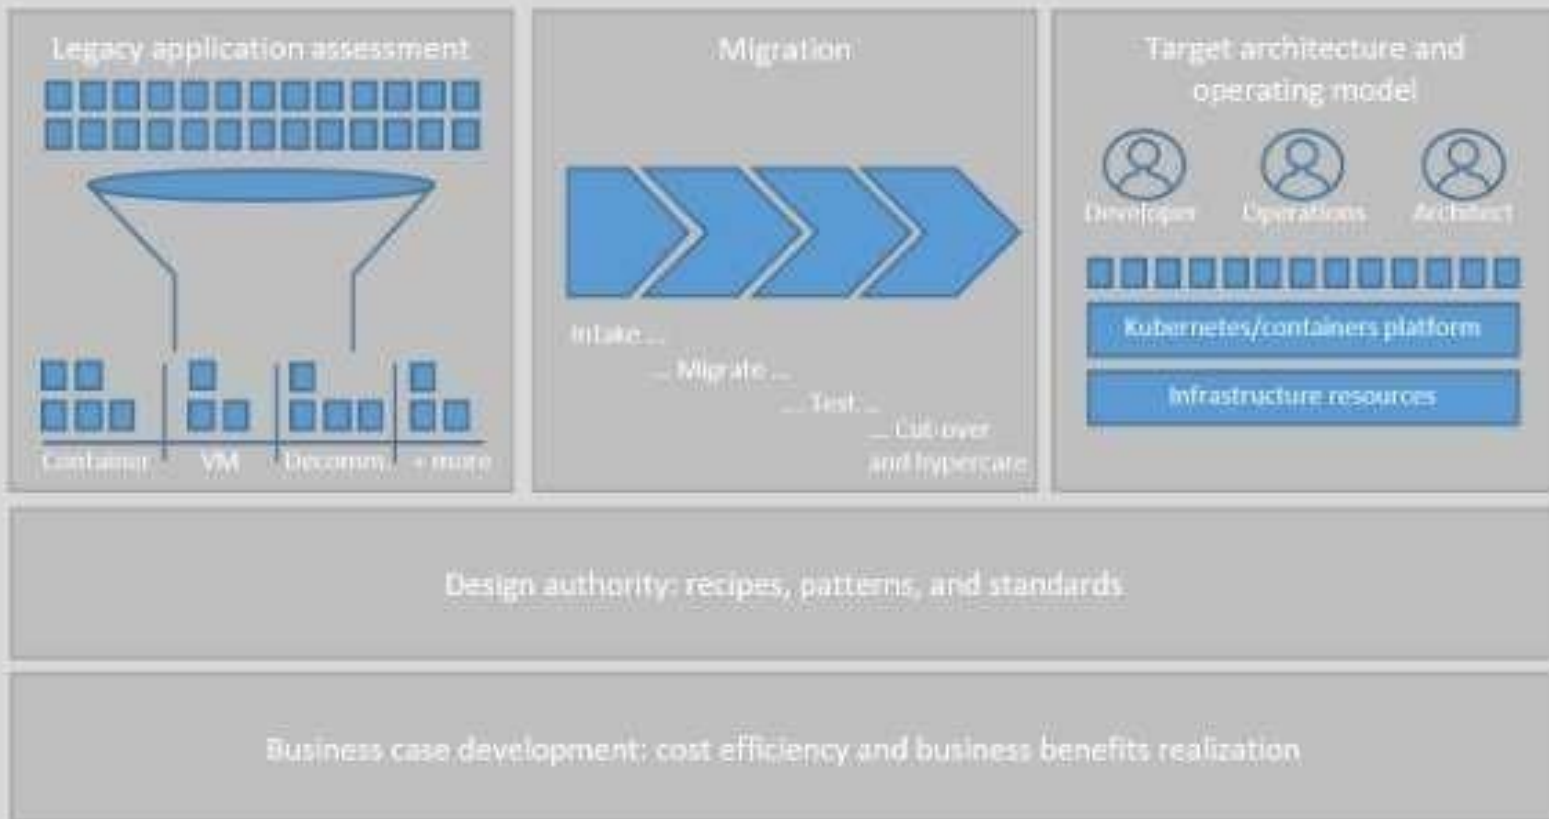 Legacy application assessment
Container
VM
Decomm.
+ more
Migration
Intake ...
... Migrate ...
... Test ...
... Cut-over
and hypercare
Target architecture and
operating model
Developer
Operations
Architect
Kubernetes/containers platform
Infrastructure resources
Design authority: recipes, patterns, and standards
Business case development: cost efficiency and business benefits realization